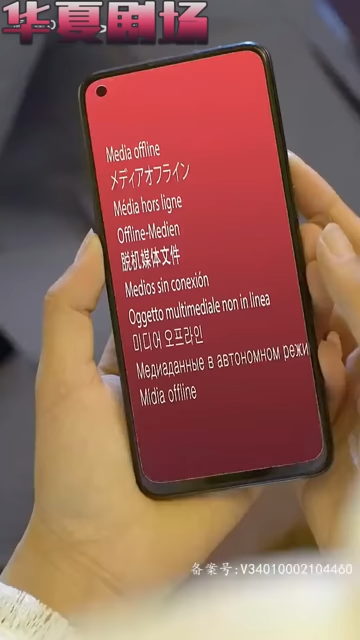 华夏剧场
Media offline
メディアオフライン
Média hors ligne
Offline-Medien
脱机媒体文件
Medios sin conexión
Oggetto multimediale non in linea
미디어 오프라인
Медиаданные в автономном режи
Mídia offline
备案号:V34010002104460